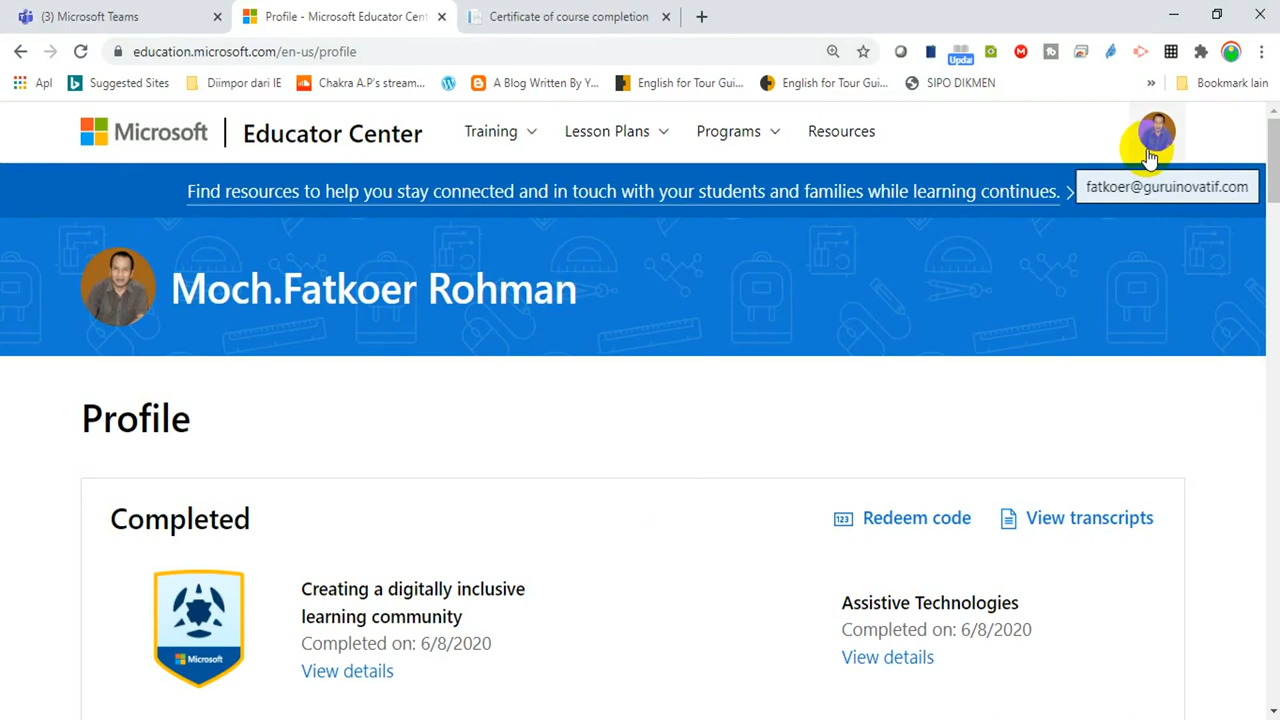 (3) Microsoft Teams
Profile - Microsoft Educator Cent
Certificate of course completion
education.microsoft.com/en-us/profile
Updat
Apl
Suggested Sites
Diimpor dari IE
Chakra A.P's stream...
A Blog Written By Y...
English for Tour Gui...
English for Tour Gui...
SIPO DIKMEN
Bookmark lain
Microsoft
Educator Center
Training
Lesson Plans
Programs
Resources
Find resources to help you stay connected and in touch with your students and families while learning continues.
fatkoer@guruinovatif.com
Moch.Fatkoer Rohman
Profile
Completed
123 Redeem code
View transcripts
Microsoft
Creating a digitally inclusive
learning community
Completed on: 6/8/2020
View details
Assistive Technologies
Completed on: 6/8/2020
View details